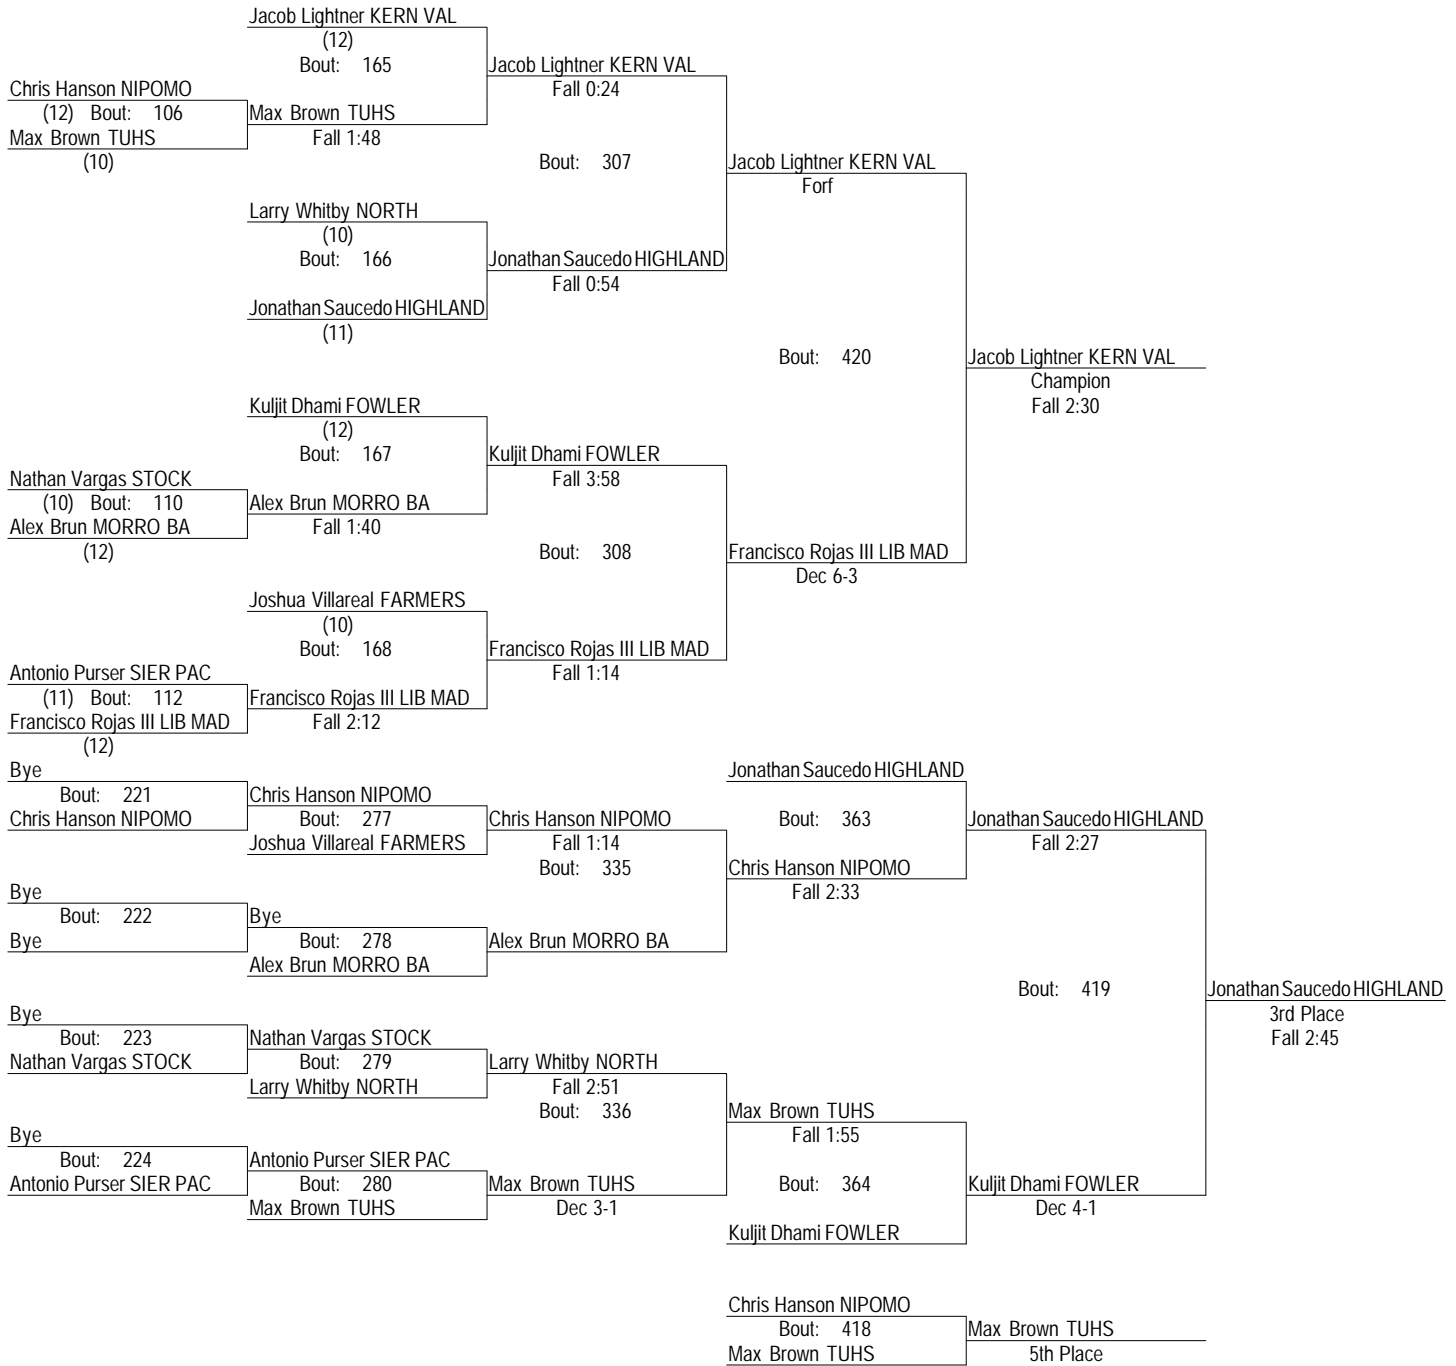 Jacob Lightner KERN VAL
(12)
Bout: 165
Jacob Lightner KERN VAL
Chris Hanson NIPOMO
Fall 0:24
(12) Bout: 106
Max Brown TUHS
Max Brown TUHS
Fall 1:48
(10)
Bout: 307
Jacob Lightner KERN VAL
Forf
Larry Whitby NORTH
(10)
Bout: 166
Jonathan Saucedo HIGHLAND
Fall 0:54
Jonathan Saucedo HIGHLAND
(11)
Bout: 420
Jacob Lightner KERN VAL
Champion
Fall 2:30
Kuljit Dhami FOWLER
(12)
Bout: 167
Kuljit Dhami FOWLER
Nathan Vargas STOCK
Fall 3:58
(10) Bout: 110
Alex Brun MORRO BA
Alex Brun MORRO BA
Fall 1:40
(12)
Bout: 308
Francisco Rojas III LIB MAD
Dec 6-3
Joshua Villareal FARMERS
(10)
Bout: 168
Francisco Rojas III LIB MAD
Antonio Purser SIER PAC
Fall 1:14
(11) Bout: 112
Francisco Rojas III LIB MAD
Francisco Rojas III LIB MAD
Fall 2:12
(12)
Bye
Jonathan Saucedo HIGHLAND
Bout: 221
Chris Hanson NIPOMO
Chris Hanson NIPOMO
Bout: 277
Chris Hanson NIPOMO
Bout: 363
Jonathan Saucedo HIGHLAND
Joshua Villareal FARMERS
Fall 1:14
Fall 2:27
Bout: 335
Chris Hanson NIPOMO
Fall 2:33
Bye
Bout: 222
Bye
Bye
Bout: 278
Alex Brun MORRO BA
Alex Brun MORRO BA
Bout: 419
Jonathan Saucedo HIGHLAND
3rd Place
Fall 2:45
Bye
Bout: 223
Nathan Vargas STOCK
Nathan Vargas STOCK
Bout: 279
Larry Whitby NORTH
Larry Whitby NORTH
Fall 2:51
Bout: 336
Max Brown TUHS
Fall 1:55
Bye
Bout: 224
Antonio Purser SIER PAC
Antonio Purser SIER PAC
Bout: 280
Max Brown TUHS
Bout: 364
Kuljit Dhami FOWLER
Max Brown TUHS
Dec 3-1
Dec 4-1
Kuljit Dhami FOWLER
Chris Hanson NIPOMO
Bout: 418
Max Brown TUHS
Max Brown TUHS
5th Place